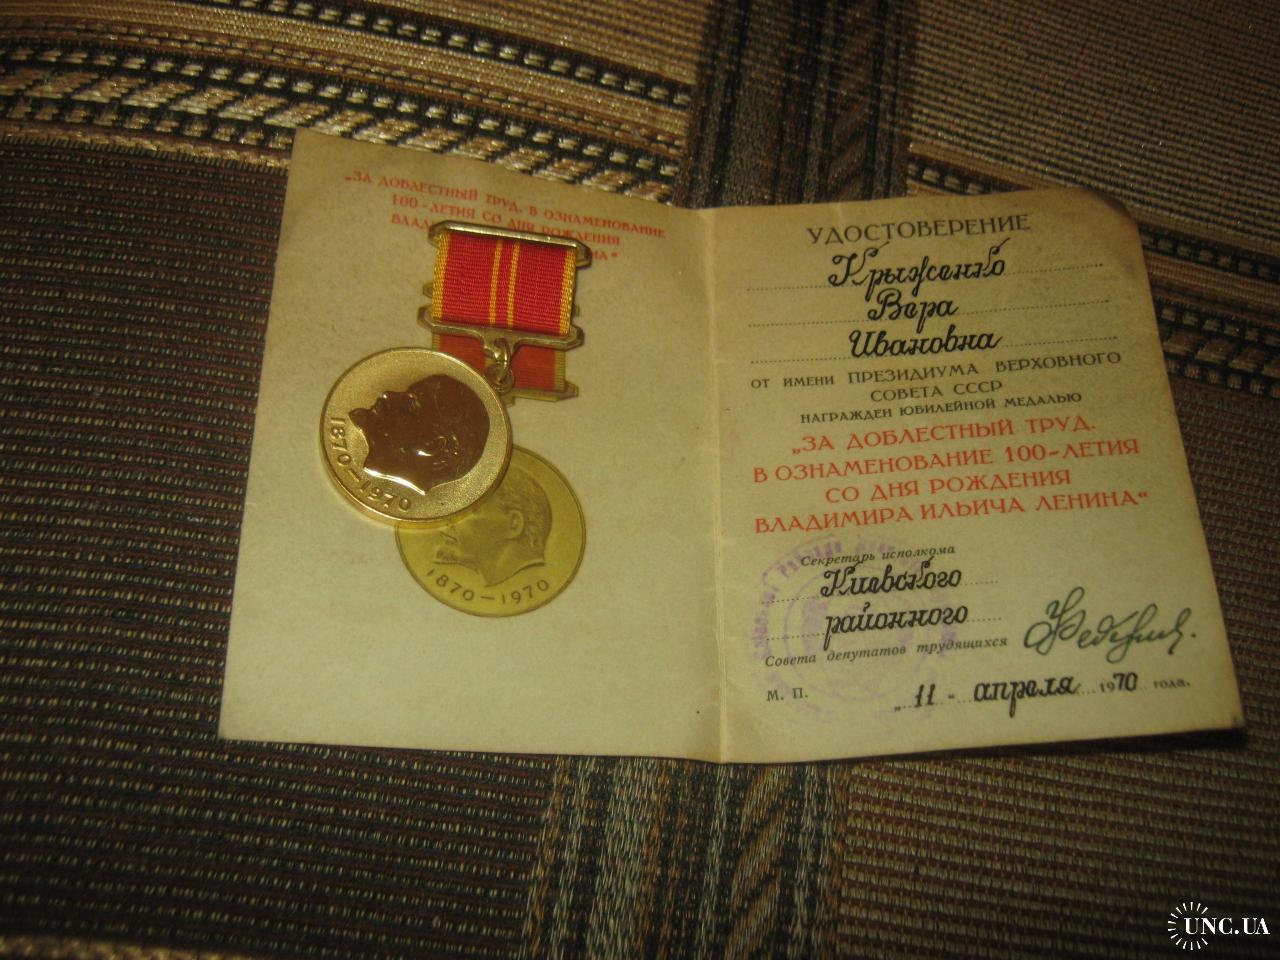 „ЗА ДОБЛЕСТНЫЙ ТРУД. В ОЗНАМЕНОВАНИЕ
100-ЛЕТИЯ СО ДНЯ РОЖДЕНИЯ
1870—1970
1870—1970
УДОСТОВЕРЕНИЕ
Крыженко
Вера
Ивановна
ОТ ИМЕНИ ПРЕЗИДИУМА ВЕРХОВНОГО
СОВЕТА СССР
НАГРАЖДЕН ЮБИЛЕЙНОЙ МЕДАЛЬЮ
„ЗА ДОБЛЕСТНЫЙ ТРУД.
В ОЗНАМЕНОВАНИЕ 100-ЛЕТИЯ
СО ДНЯ РОЖДЕНИЯ
ВЛАДИМИРА ИЛЬИЧА ЛЕНИНА“
Секретарь исполкома
Киевского
районного
Совета депутатов трудящихся
М. П.
„11“ апреля 1970 года.
UNC.UA